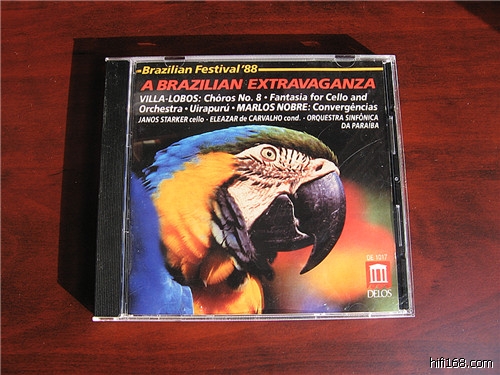 Brazilian Festival '88
A BRAZILIAN EXTRAVAGANZA
VILLA-LOBOS: Chôros No. 8 • Fantasia for Cello and
Orchestra • Uirapurú • MARLOS NOBRE: Convergências
JANOS STARKER cello • ELEAZAR de CARVALHO cond. • ORQUESTRA SINFÔNICA
DA PARAÍBA
DE 1017
DELOS
hifi168.com